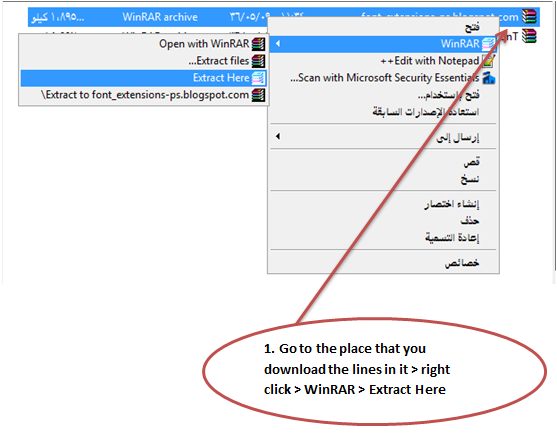 font_extensions-ps.blogspot.com ٣٦/٠٥/٠٩ WinRAR archive ١٠,٨٩٥... كيلو
فتح
WinRAR
Edit with Notepad++
Scan with Microsoft Security Essentials...
فتح باستخدام...
استعادة الإصدارات السابقة
إرسال إلى
قص
نسخ
إنشاء اختصار
حذف
إعادة التسمية
خصائص
Open with WinRAR
Extract files...
Extract Here
Extract to font_extensions-ps.blogspot.com\
1. Go to the place that you
download the lines in it > right
click > WinRAR > Extract Here